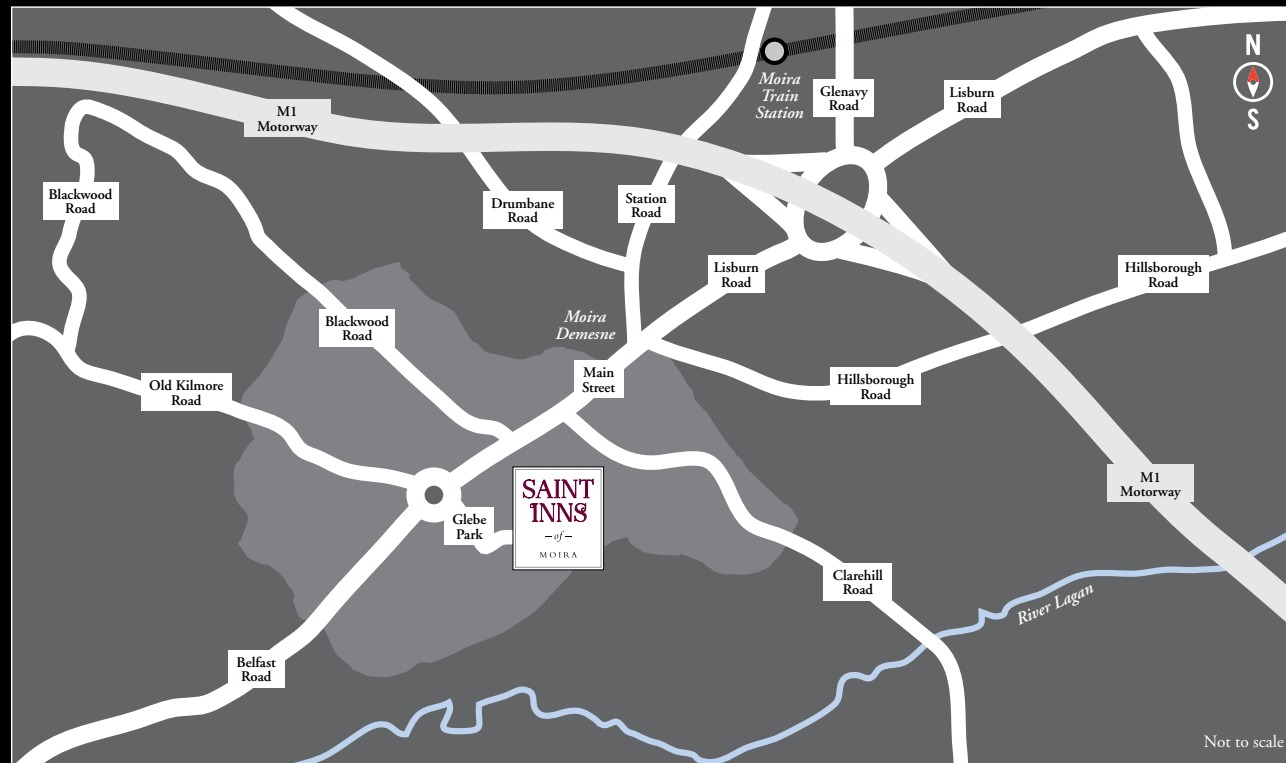 N
S
Moira
Train
Station
Glenavy
Road
Lisburn
Road
M1
Motorway
Blackwood
Road
Drumbane
Road
Station
Road
Lisburn
Road
Hillsborough
Road
Blackwood
Road
Moira
Demesne
Main
Street
Old Kilmore
Road
Hillsborough
Road
M1
Motorway
SAINT
INNS
– of –
MOIRA
Glebe
Park
Clarehill
Road
River Lagan
Belfast
Road
Not to scale